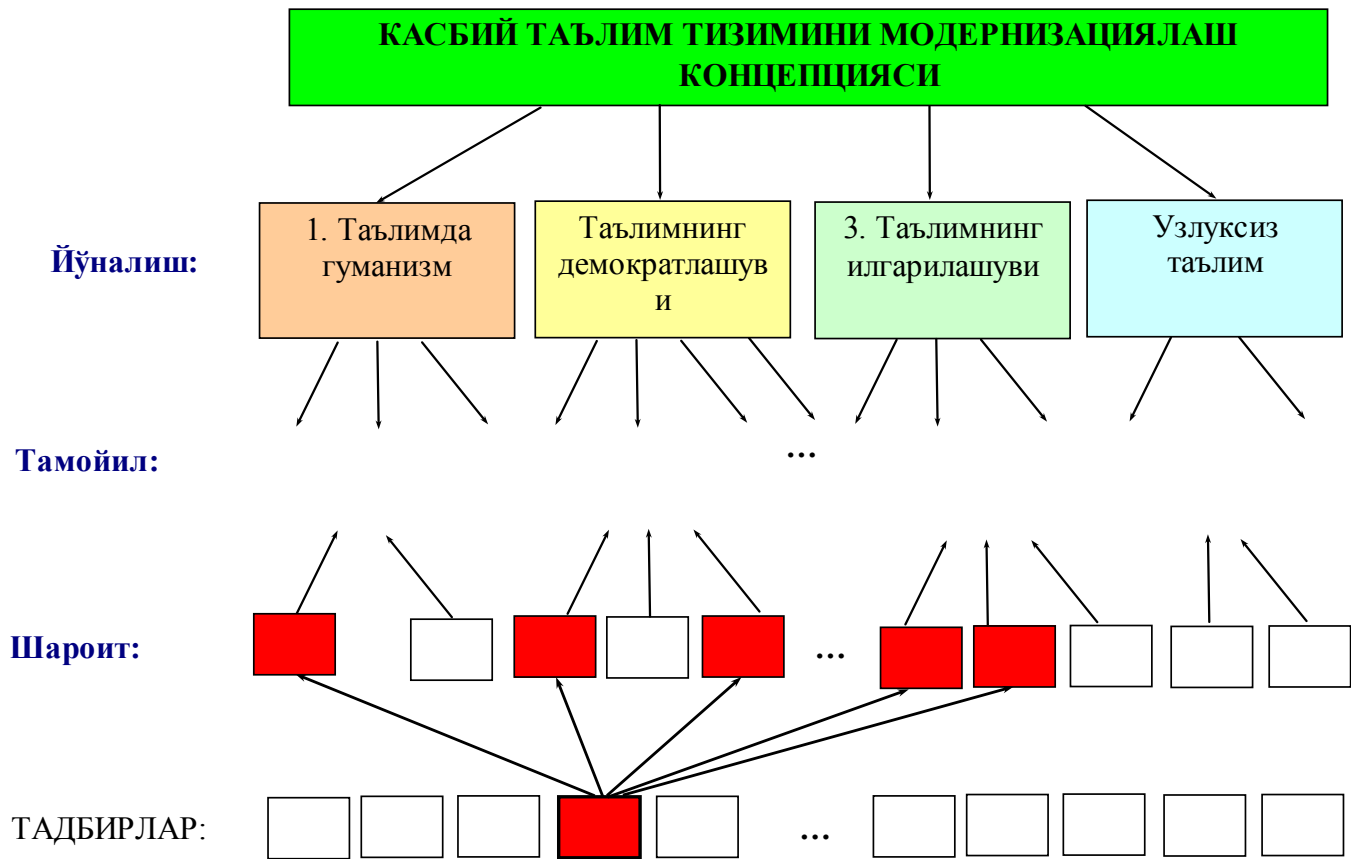 КАСБИЙ ТАЪЛИМ ТИЗИМИНИ МОДЕРНИЗАЦИЯЛАШ
КОНЦЕПЦИЯСИ
Йўналиш:
1. Таълимда
гуманизм
Таълимнинг
демократлашув
и
3. Таълимнинг
илгарилашуви
Узлуксиз
таълим
Тамойил:
...
Шароит:
...
ТАДБИРЛАР:
...